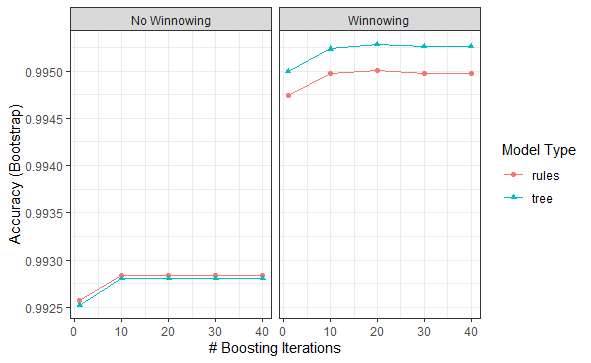 No Winnowing
Winnowing
Accuracy (Bootstrap)
0.9950
0.9945
0.9940
0.9935
0.9930
0.9925
0 10 20 30 40
0 10 20 30 40
# Boosting Iterations
Model Type
rules
tree